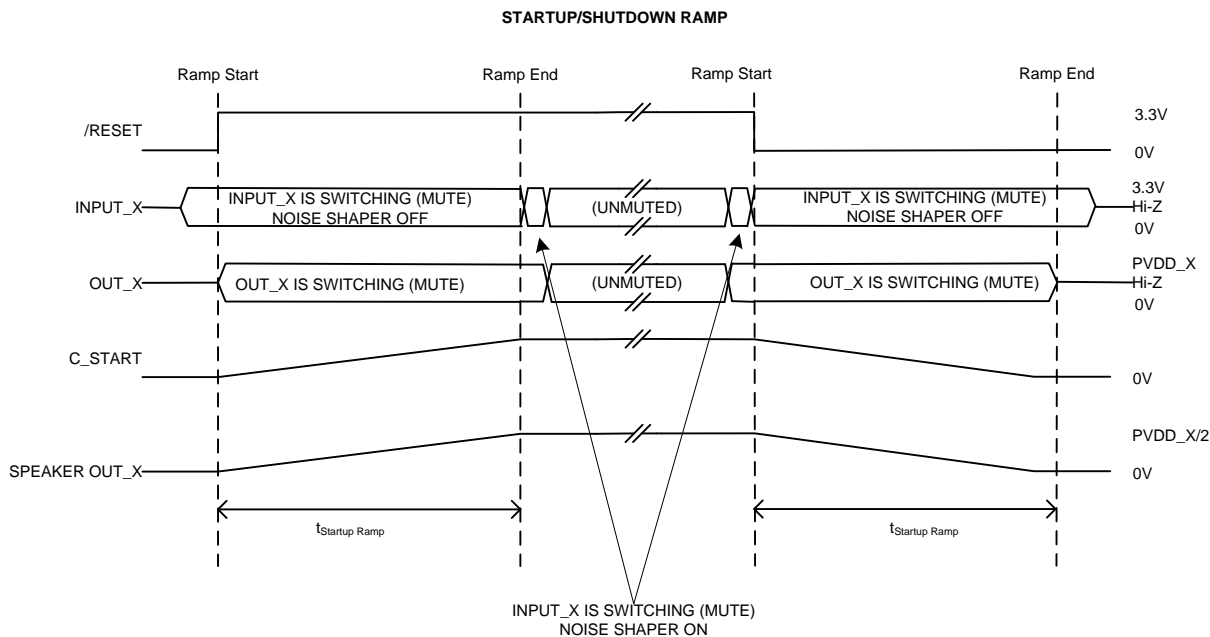 STARTUP/SHUTDOWN RAMP
Ramp Start
Ramp End
Ramp Start
Ramp End
/RESET
3.3V
0V
INPUT_X
INPUT_X IS SWITCHING (MUTE)
NOISE SHAPER OFF
(UNMUTED)
INPUT_X IS SWITCHING (MUTE)
NOISE SHAPER OFF
3.3V
Hi-Z
0V
OUT_X
OUT_X IS SWITCHING (MUTE)
(UNMUTED)
OUT_X IS SWITCHING (MUTE)
PVDD_X
Hi-Z
0V
C_START
0V
SPEAKER OUT_X
PVDD_X/2
0V
tStartup Ramp
tStartup Ramp
INPUT_X IS SWITCHING (MUTE)
NOISE SHAPER ON